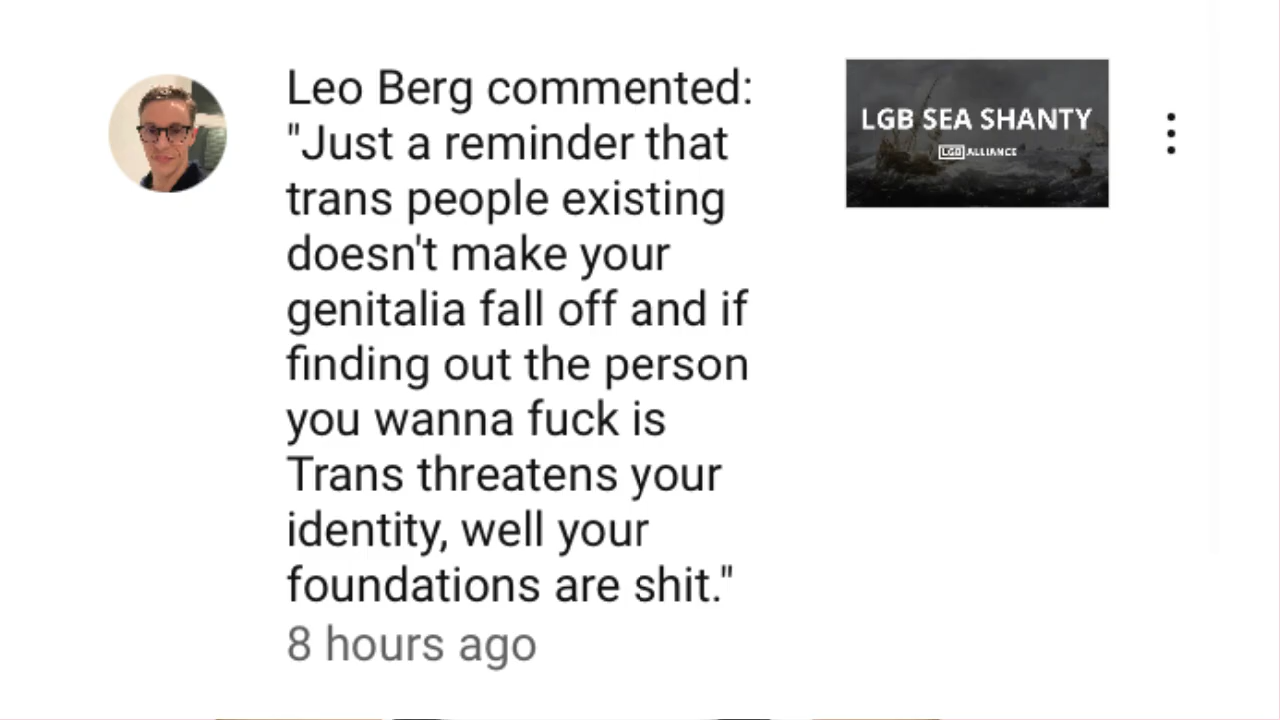 Leo Berg commented:
"Just a reminder that
trans people existing
doesn't make your
genitalia fall off and if
finding out the person
you wanna fuck is
Trans threatens your
identity, well your
foundations are shit."
8 hours ago
LGB SEA SHANTY
LGB ALLIANCE